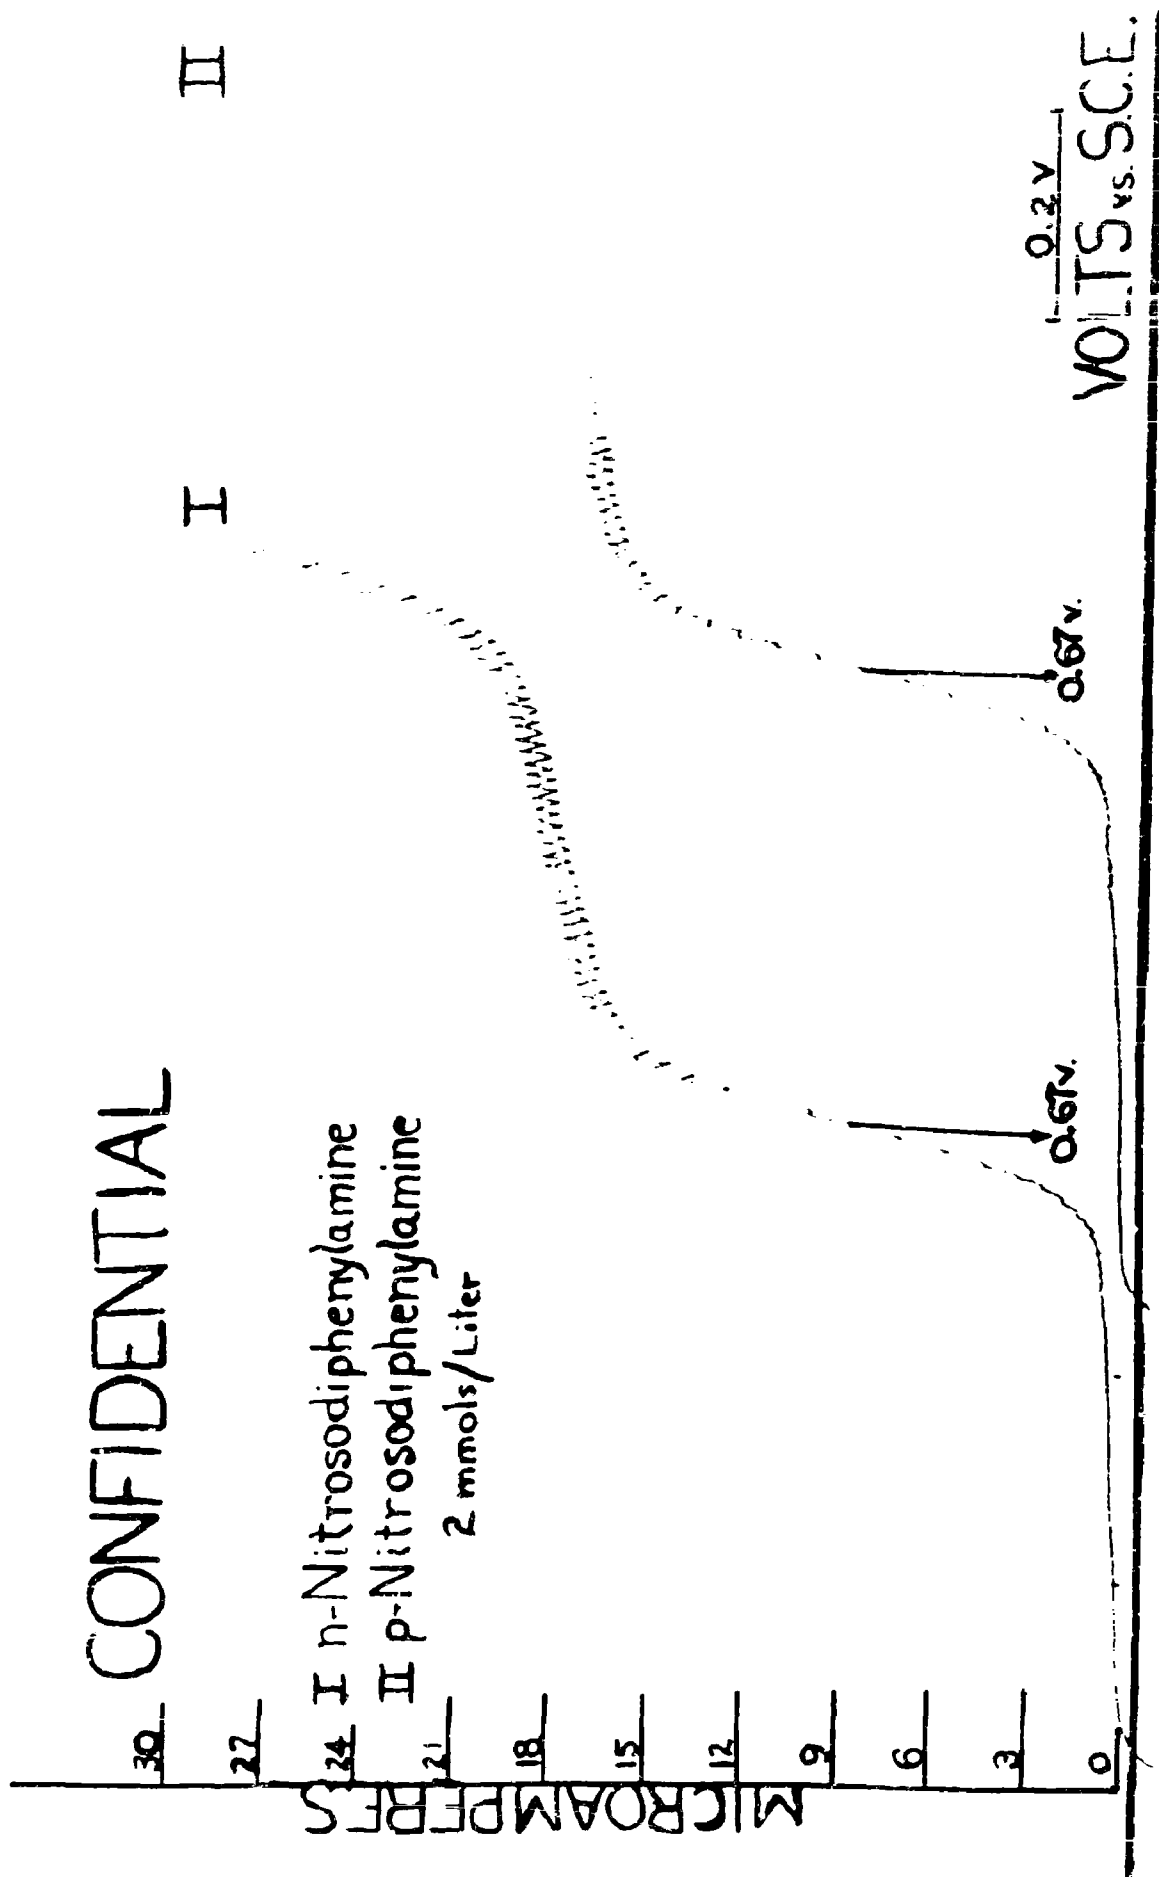 CONFIDENTIAL
I II
I n-Nitrosodiphenylamine
II p-Nitrosodiphenylamine
2 mmols/Liter
MICROAMPERES
30
27
24
21
18
15
12
9
6
3
0
0.67v.
0.67v.
0.2 V
VOLTS vs. S.C.E.